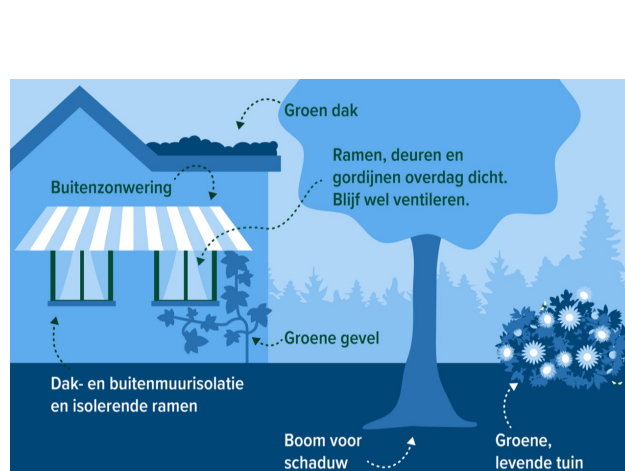 Groen dak
Ramen, deuren en
gordijnen overdag dicht.
Blijf wel ventileren.
Buitenzonwering
Groene gevel
Dak- en buitenmuurisolatie
en isolerende ramen
Boom voor
schaduw
Groene,
levende tuin